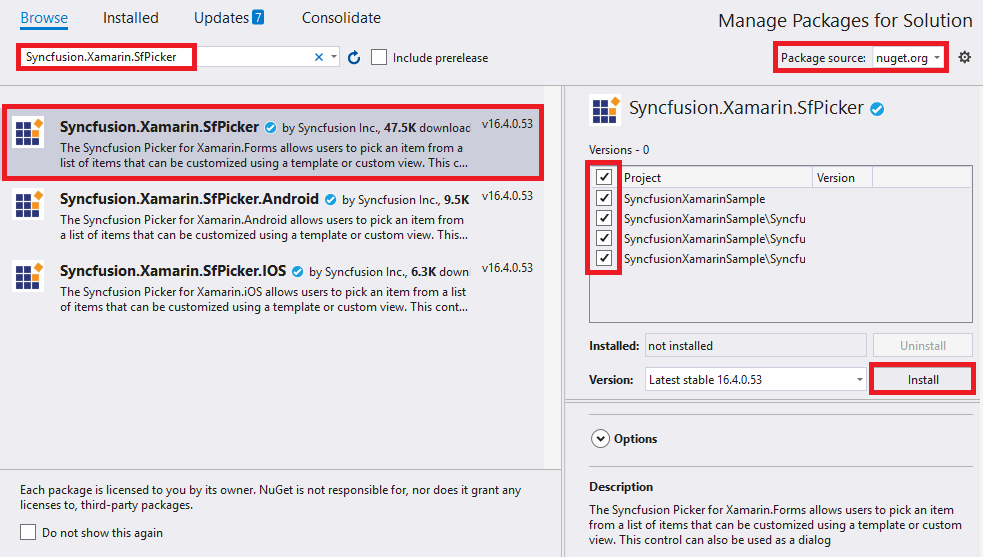 Browse
Installed
Updates 7
Consolidate
Manage Packages for Solution
Syncfusion.Xamarin.SfPicker
Include prerelease
Package source: nuget.org
Syncfusion.Xamarin.SfPicker by Syncfusion Inc., 47.5K download v16.4.0.53
The Syncfusion Picker for Xamarin.Forms allows users to pick an item from a
list of items that can be customized using a template or custom view. This c...
Syncfusion.Xamarin.SfPicker.Android by Syncfusion Inc., 9.5K v16.4.0.53
The Syncfusion Picker for Xamarin.Android allows users to pick an item from
a list of items that can be customized using a template or custom view. This...
Syncfusion.Xamarin.SfPicker.IOS by Syncfusion Inc., 6.3K downl v16.4.0.53
The Syncfusion Picker for Xamarin.iOS allows users to pick an item from a list
of items that can be customized using a template or custom view. This cont...
Each package is licensed to you by its owner. NuGet is not responsible for, nor does it grant any
licenses to, third-party packages.
Do not show this again
Syncfusion.Xamarin.SfPicker
Versions - 0
Project Version
SyncfusionXamarinSample
SyncfusionXamarinSample\Syncfu
SyncfusionXamarinSample\Syncfu
SyncfusionXamarinSample\Syncfu
Installed: not installed Uninstall
Version: Latest stable 16.4.0.53 Install
Options
Description
The Syncfusion Picker for Xamarin.Forms allows users to pick an item
from a list of items that can be customized using a template or custom
view. This control can also be used as a dialog